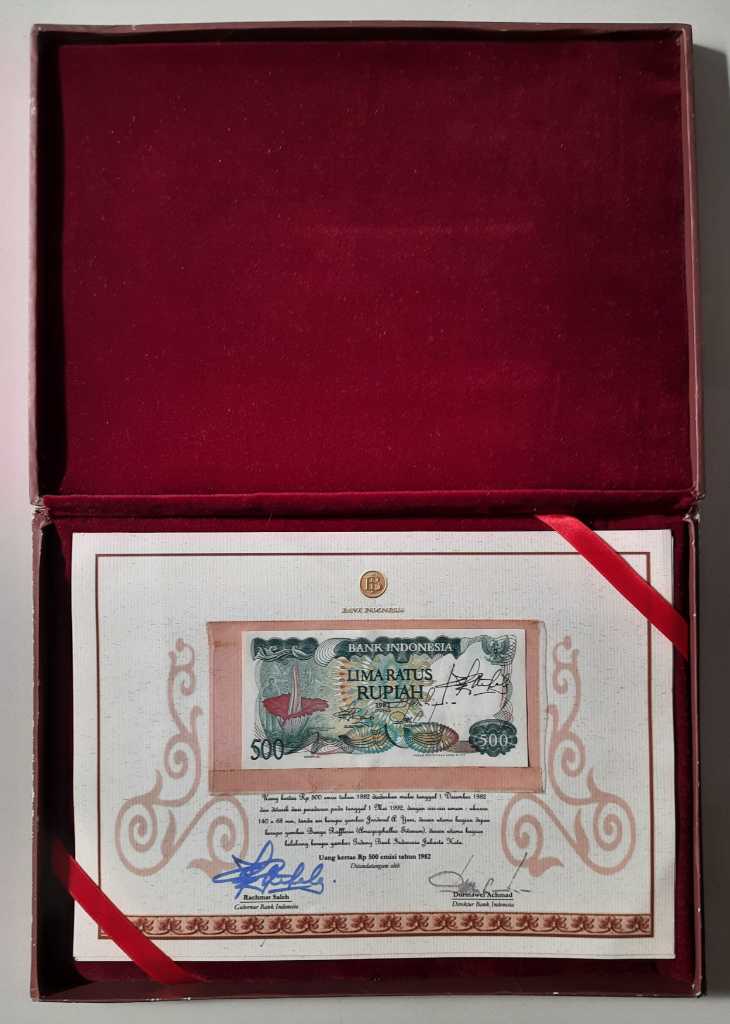 BANK INDONESIA
BANK INDONESIA
LIMA RATUS
RUPIAH
1982
500
500
Uang kertas Rp 500 emisi tahun 1982 diedarkan mulai tanggal 1 Desember 1982
dan ditarik dari peredaran pada tanggal 1 Mei 1992, dengan ciri-ciri umum : ukuran
140 x 68 mm, tanda air berupa gambar Jenderal A. Yani, desain utama bagian depan
berupa gambar Bunga Rafflesia (Amorphophallus Titanum), desain utama bagian
belakang berupa gambar Gedung Bank Indonesia Jakarta Kota.
Uang kertas Rp 500 emisi tahun 1982
Ditandatangani oleh
Rachmat Saleh
Gubernur Bank Indonesia
Durmawel Achmad
Direktur Bank Indonesia